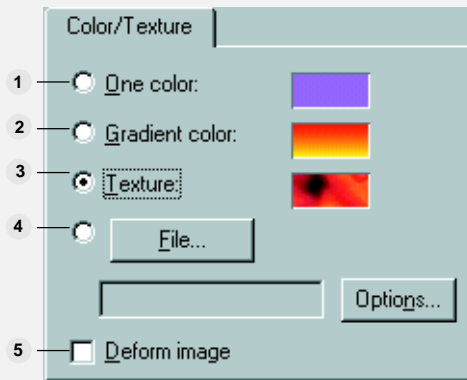 Color/Texture
1 One color:
2 Gradient color:
3 Texture:
4 File...
Options...
5 Deform image